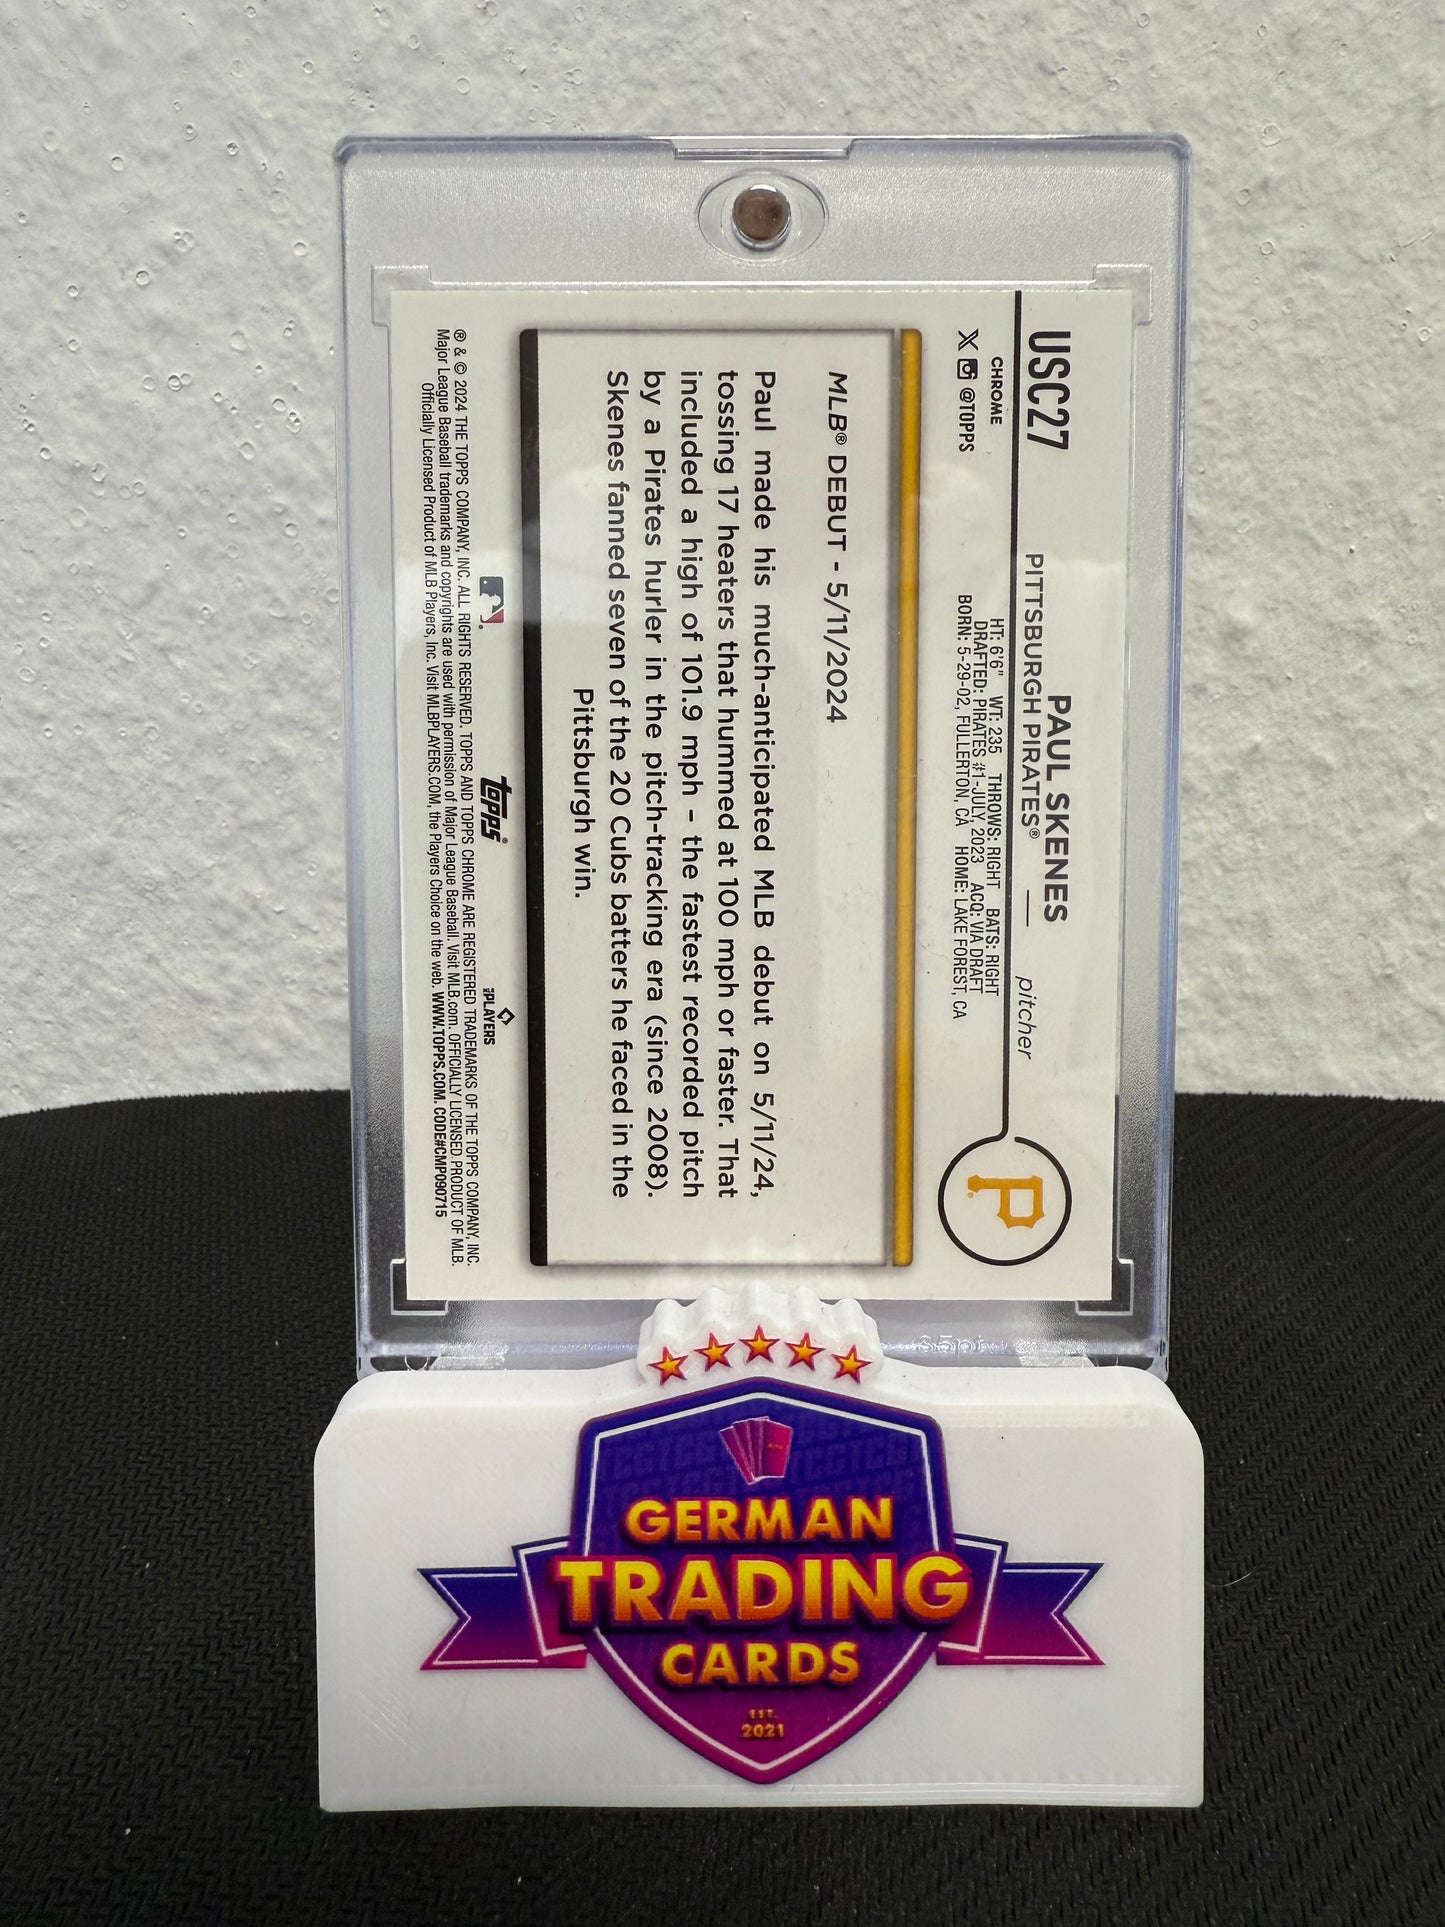 USC27
PAUL SKENES
PITTSBURGH PIRATES® — pitcher
CHROME
@TOPPS
HT: 6'6" WT: 235 THROWS: RIGHT BATS: RIGHT
DRAFTED: PIRATES #1-JULY, 2023 ACQ: VIA DRAFT
BORN: 5-29-02, FULLERTON, CA HOME: LAKE FOREST, CA
P
MLB® DEBUT - 5/11/2024
Paul made his much-anticipated MLB debut on 5/11/24,
tossing 17 heaters that hummed at 100 mph or faster. That
included a high of 101.9 mph – the fastest recorded pitch
by a Pirates hurler in the pitch-tracking era (since 2008).
Skenes fanned seven of the 20 Cubs batters he faced in the
Pittsburgh win.
topps®
PLAYERS
® & © 2024 THE TOPPS COMPANY, INC. ALL RIGHTS RESERVED. TOPPS AND TOPPS CHROME ARE REGISTERED TRADEMARKS OF THE TOPPS COMPANY, INC.
Major League Baseball trademarks and copyrights are used with permission of Major League Baseball. Visit MLB.com. OFFICIALLY LICENSED PRODUCT OF MLB.
Officially Licensed Product of MLB Players, Inc. Visit MLBPLAYERS.COM, the Players Choice on the web. WWW.TOPPS.COM. CODE#CMP090715
GERMAN
TRADING
CARDS
EST.
2021